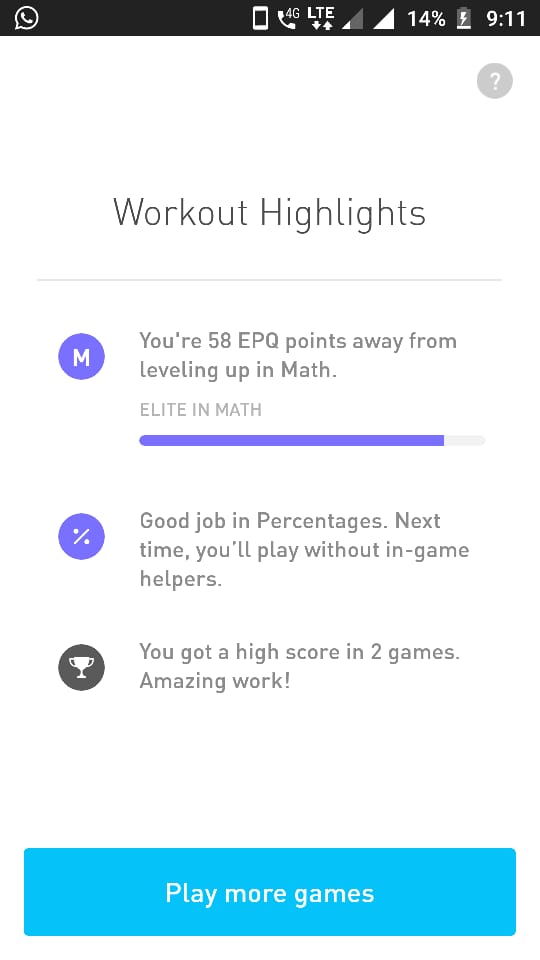 4G LTE 14% 9:11
?
Workout Highlights
M
You're 58 EPQ points away from
leveling up in Math.
ELITE IN MATH
%
Good job in Percentages. Next
time, you’ll play without in-game
helpers.
You got a high score in 2 games.
Amazing work!
Play more games